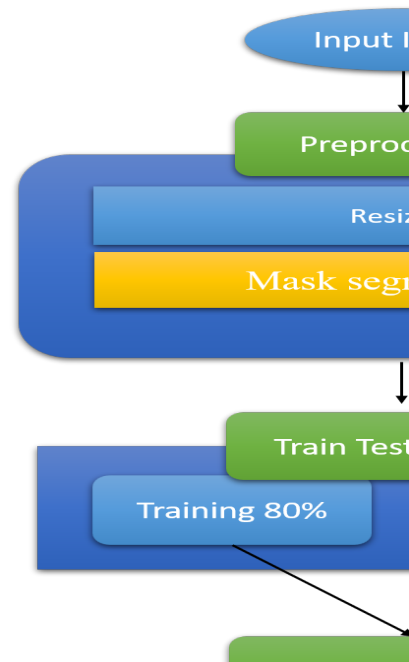 Input
Preproc
Resiz
Mask segr
Train Test
Training 80%